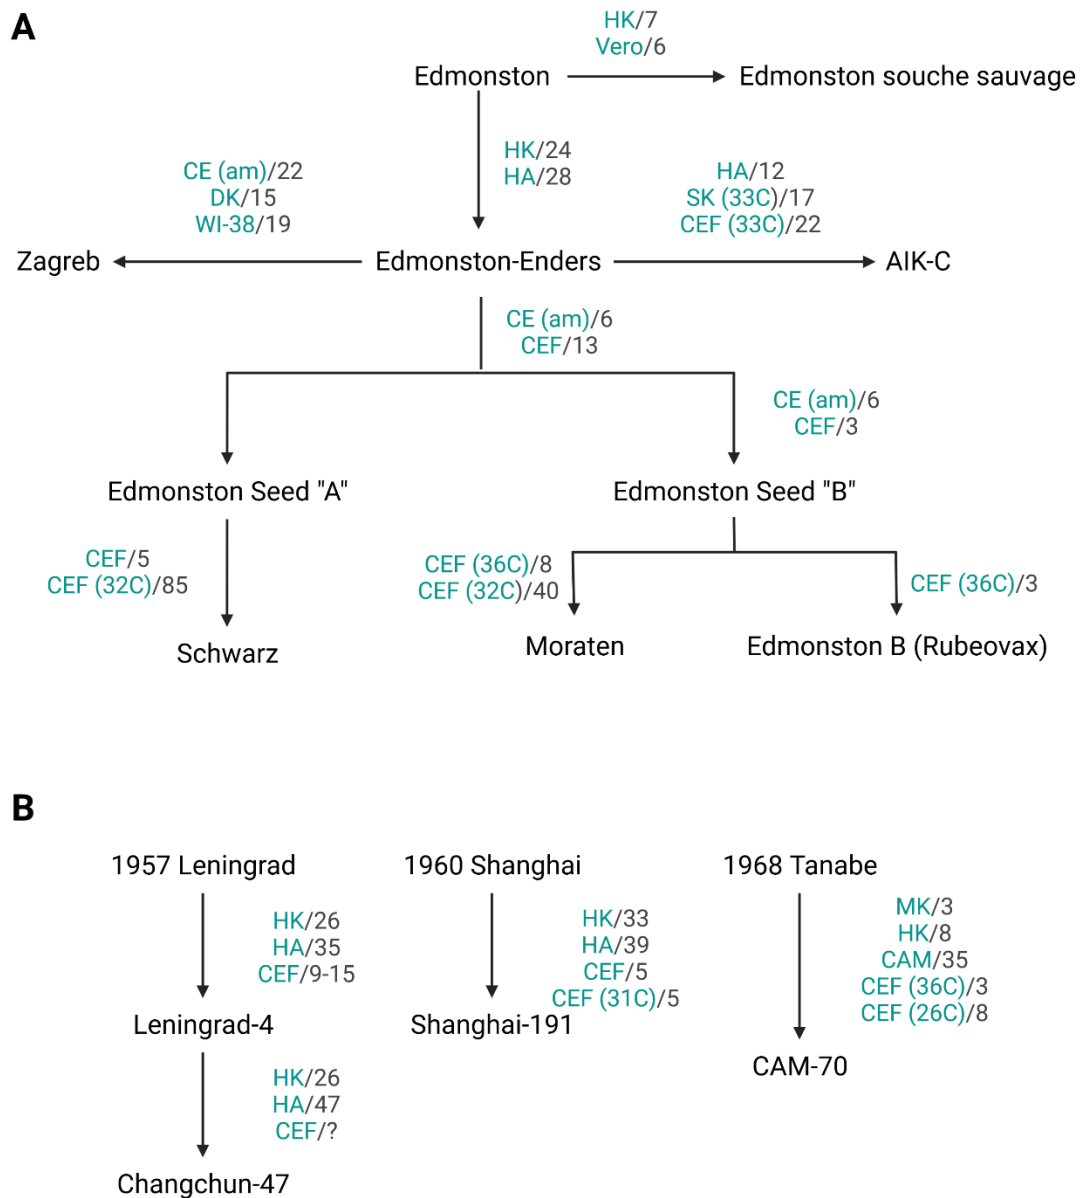 A
HK/7
Vero/6
Edmonston
Edmonston souche sauvage
HK/24
HA/28
CE (am)/22
DK/15
WI-38/19
HA/12
SK (33C)/17
CEF (33C)/22
Zagreb
Edmonston-Enders
AIK-C
CE (am)/6
CEF/13
CE (am)/6
CEF/3
Edmonston Seed "A"
Edmonston Seed "B"
CEF/5
CEF (32C)/85
CEF (36C)/8
CEF (32C)/40
CEF (36C)/3
Schwarz
Moraten
Edmonston B (Rubeovax)
B
1957 Leningrad
1960 Shanghai
1968 Tanabe
HK/26
HA/35
CEF/9-15
HK/33
HA/39
CEF/5
CEF (31C)/5
MK/3
HK/8
CAM/35
CEF (36C)/3
CEF (26C)/8
Leningrad-4
Shanghai-191
CAM-70
HK/26
HA/47
CEF/?
Changchun-47